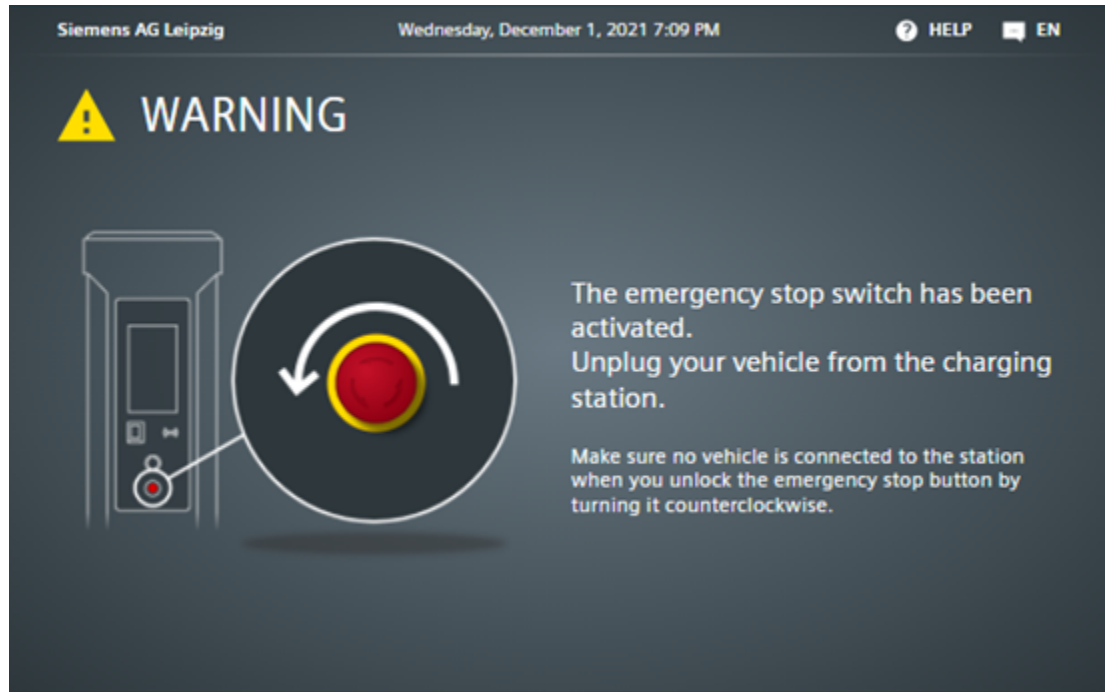 Siemens AG Leipzig
Wednesday, December 1, 2021 7:09 PM
? HELP
EN
WARNING
The emergency stop switch has been
activated.
Unplug your vehicle from the charging
station.
Make sure no vehicle is connected to the station
when you unlock the emergency stop button by
turning it counterclockwise.